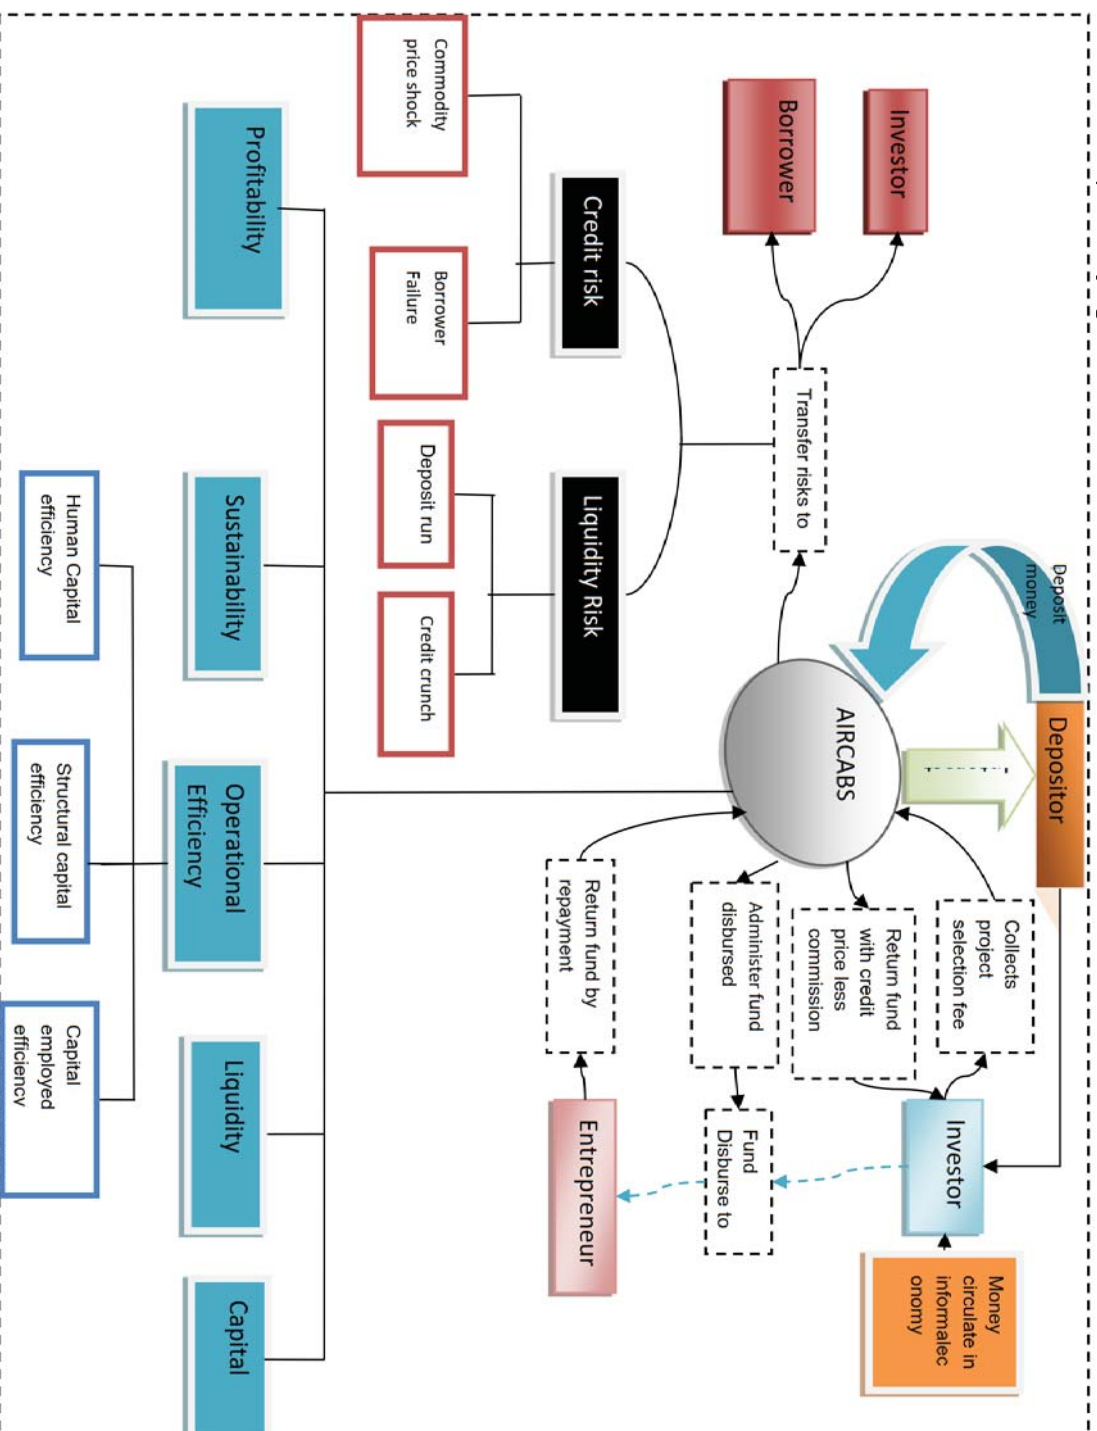 Deposit
money
Depositor
Collects
project
selection fee
Money
circulate in
informalec
onomy
Investor
Investor
Return fund
with credit
price less
commission
AIRCABS
Borrower
Transfer risks to
Administer fund
disbursed
Fund
Disburse to
Credit risk
Liquidity Risk
Return fund by
repayment
Entrepreneur
Commodity
price shock
Borrower
Failure
Deposit run
Credit crunch
Profitability
Sustainability
Operational
Efficiency
Liquidity
Capital
Human Capital
efficiency
Structural capital
efficiency
Capital
employed
efficiency